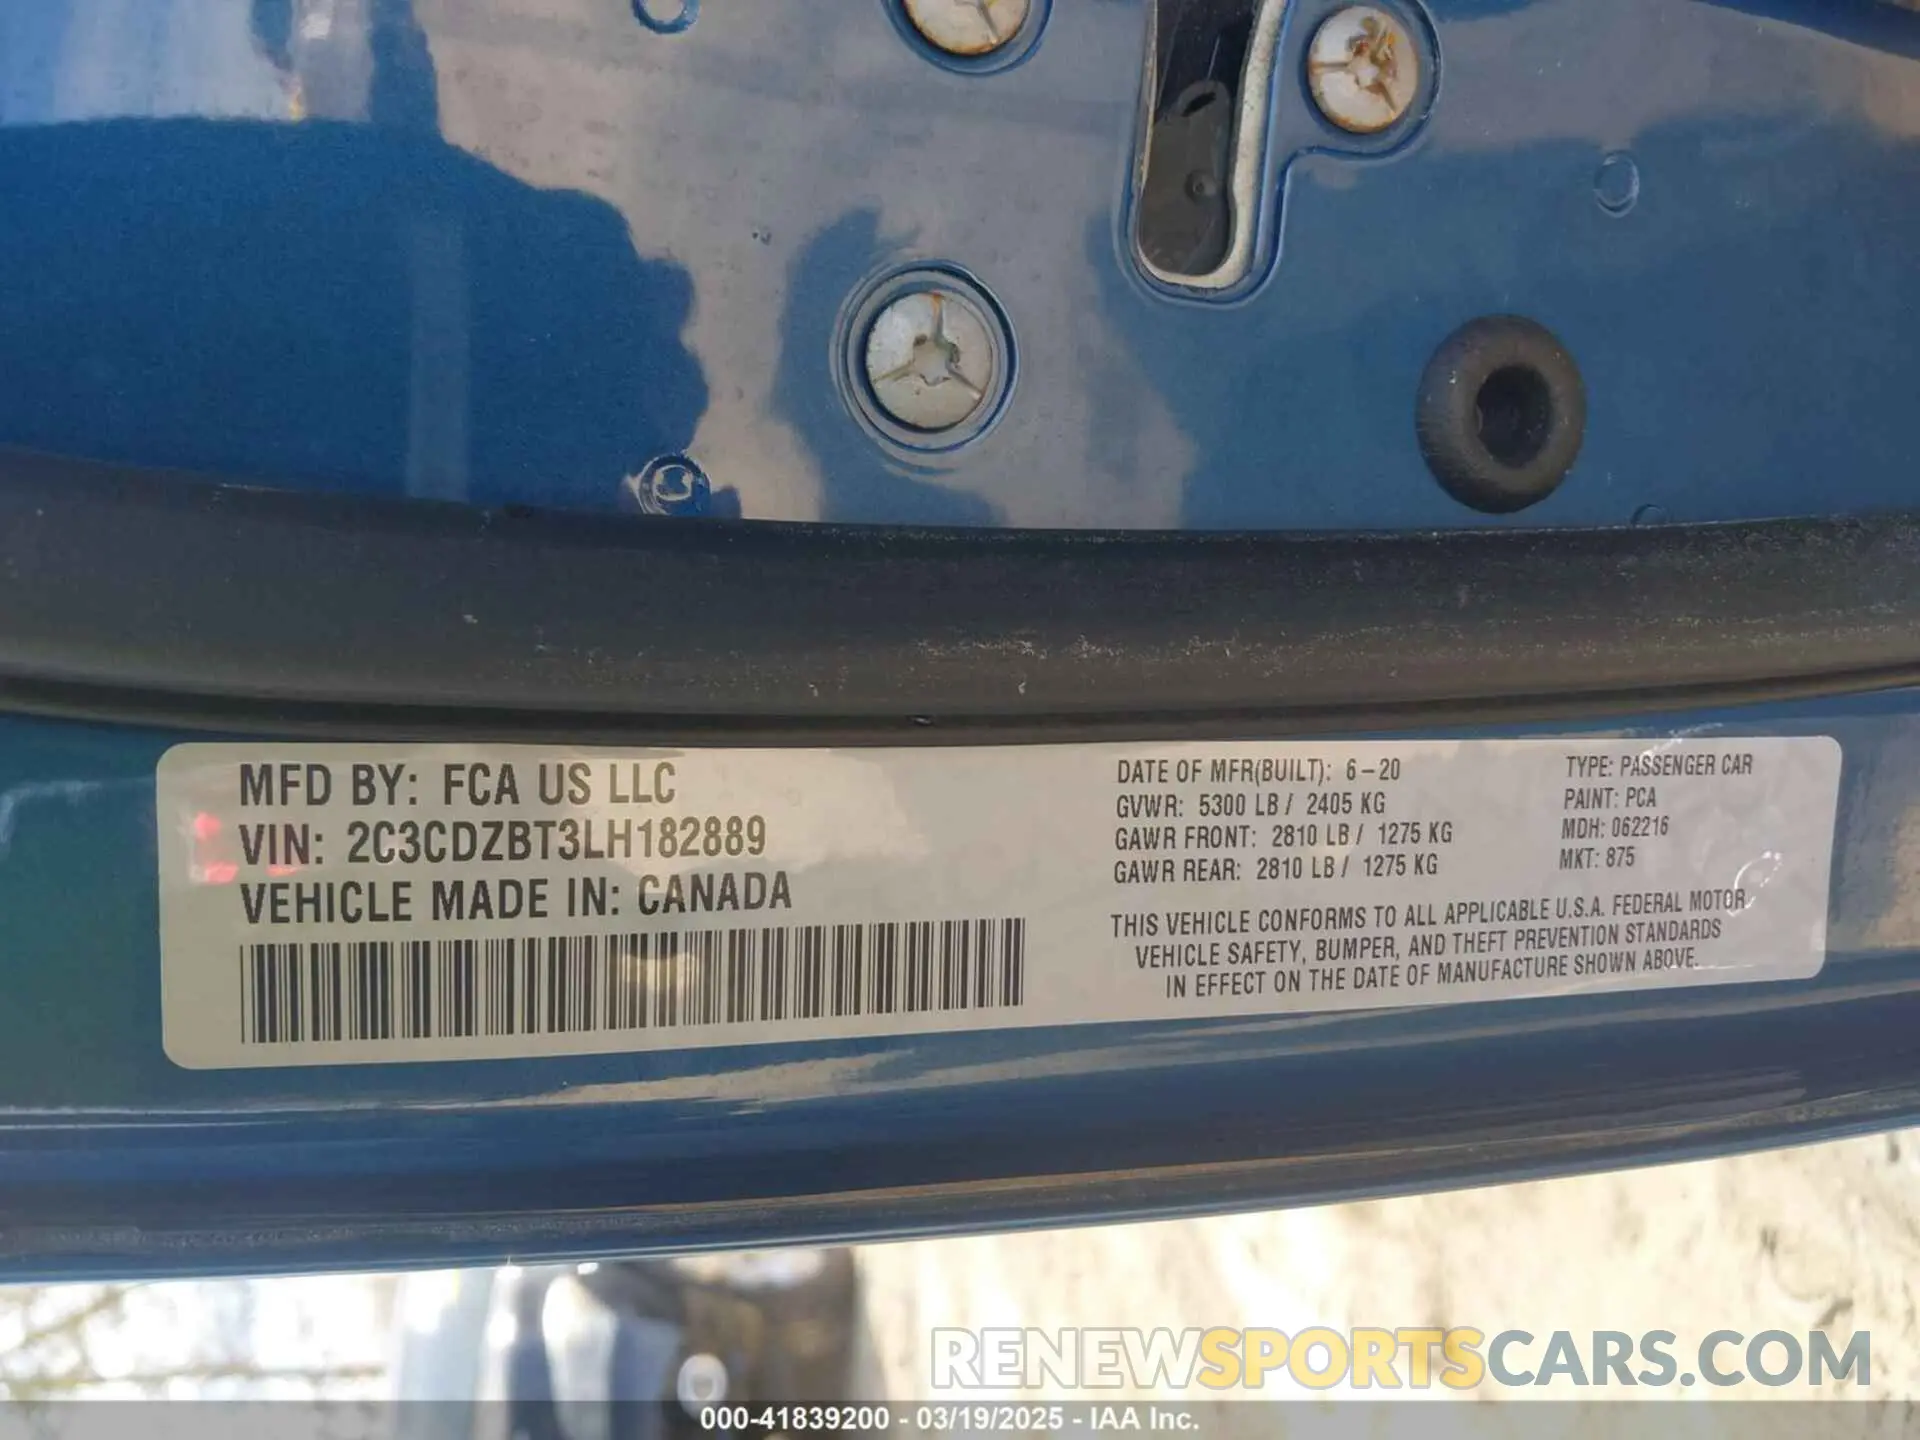 MFD BY: FCA US LLC
VIN: 2C3CDZBT3LH182889
VEHICLE MADE IN: CANADA
DATE OF MFR(BUILT): 6-20
GVWR: 5300 LB / 2405 KG
GAWR FRONT: 2810 LB / 1275 KG
GAWR REAR: 2810 LB / 1275 KG
TYPE: PASSENGER CAR
PAINT: PCA
MDH: 062216
MKT: 875
THIS VEHICLE CONFORMS TO ALL APPLICABLE U.S.A. FEDERAL MOTOR
VEHICLE SAFETY, BUMPER, AND THEFT PREVENTION STANDARDS
IN EFFECT ON THE DATE OF MANUFACTURE SHOWN ABOVE.
RENEWSPORTSCARS.COM
000-41839200 - 03/19/2025 - IAA Inc.